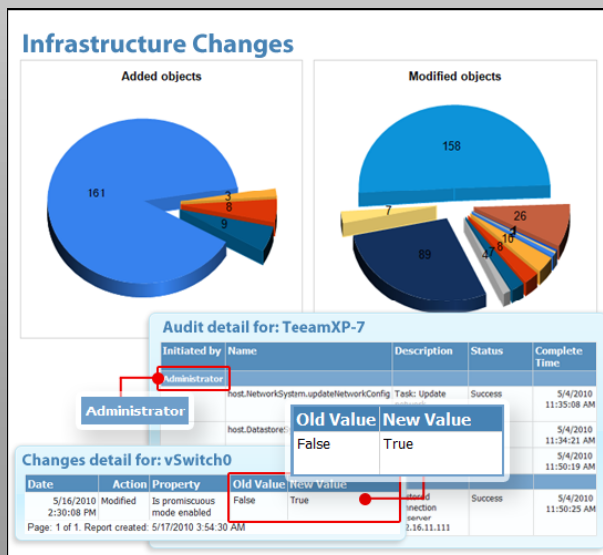 Infrastructure Changes
Added objects
161
3
8
9
Modified objects
158
7
26
10
8
89
Audit detail for: TeeamXP-7
Initiated by Name Description Status Complete Time
Administrator
host.NetworkSystem.updateNetworkConfig Task: Update Success 5/4/2010
11:35:08 AM
Administrator
5/4/2010
11:34:21 AM
5/4/2010
11:50:19 AM
Success 5/4/2010
11:50:25 AM
2.16.11.111
Old Value New Value
False True
Changes detail for: vSwitch0
Date Action Property Old Value New Value
5/16/2010 Modified Is promiscuous False True
2:30:08 PM mode enabled
Page: 1 of 1. Report created: 5/17/2010 3:54:30 AM